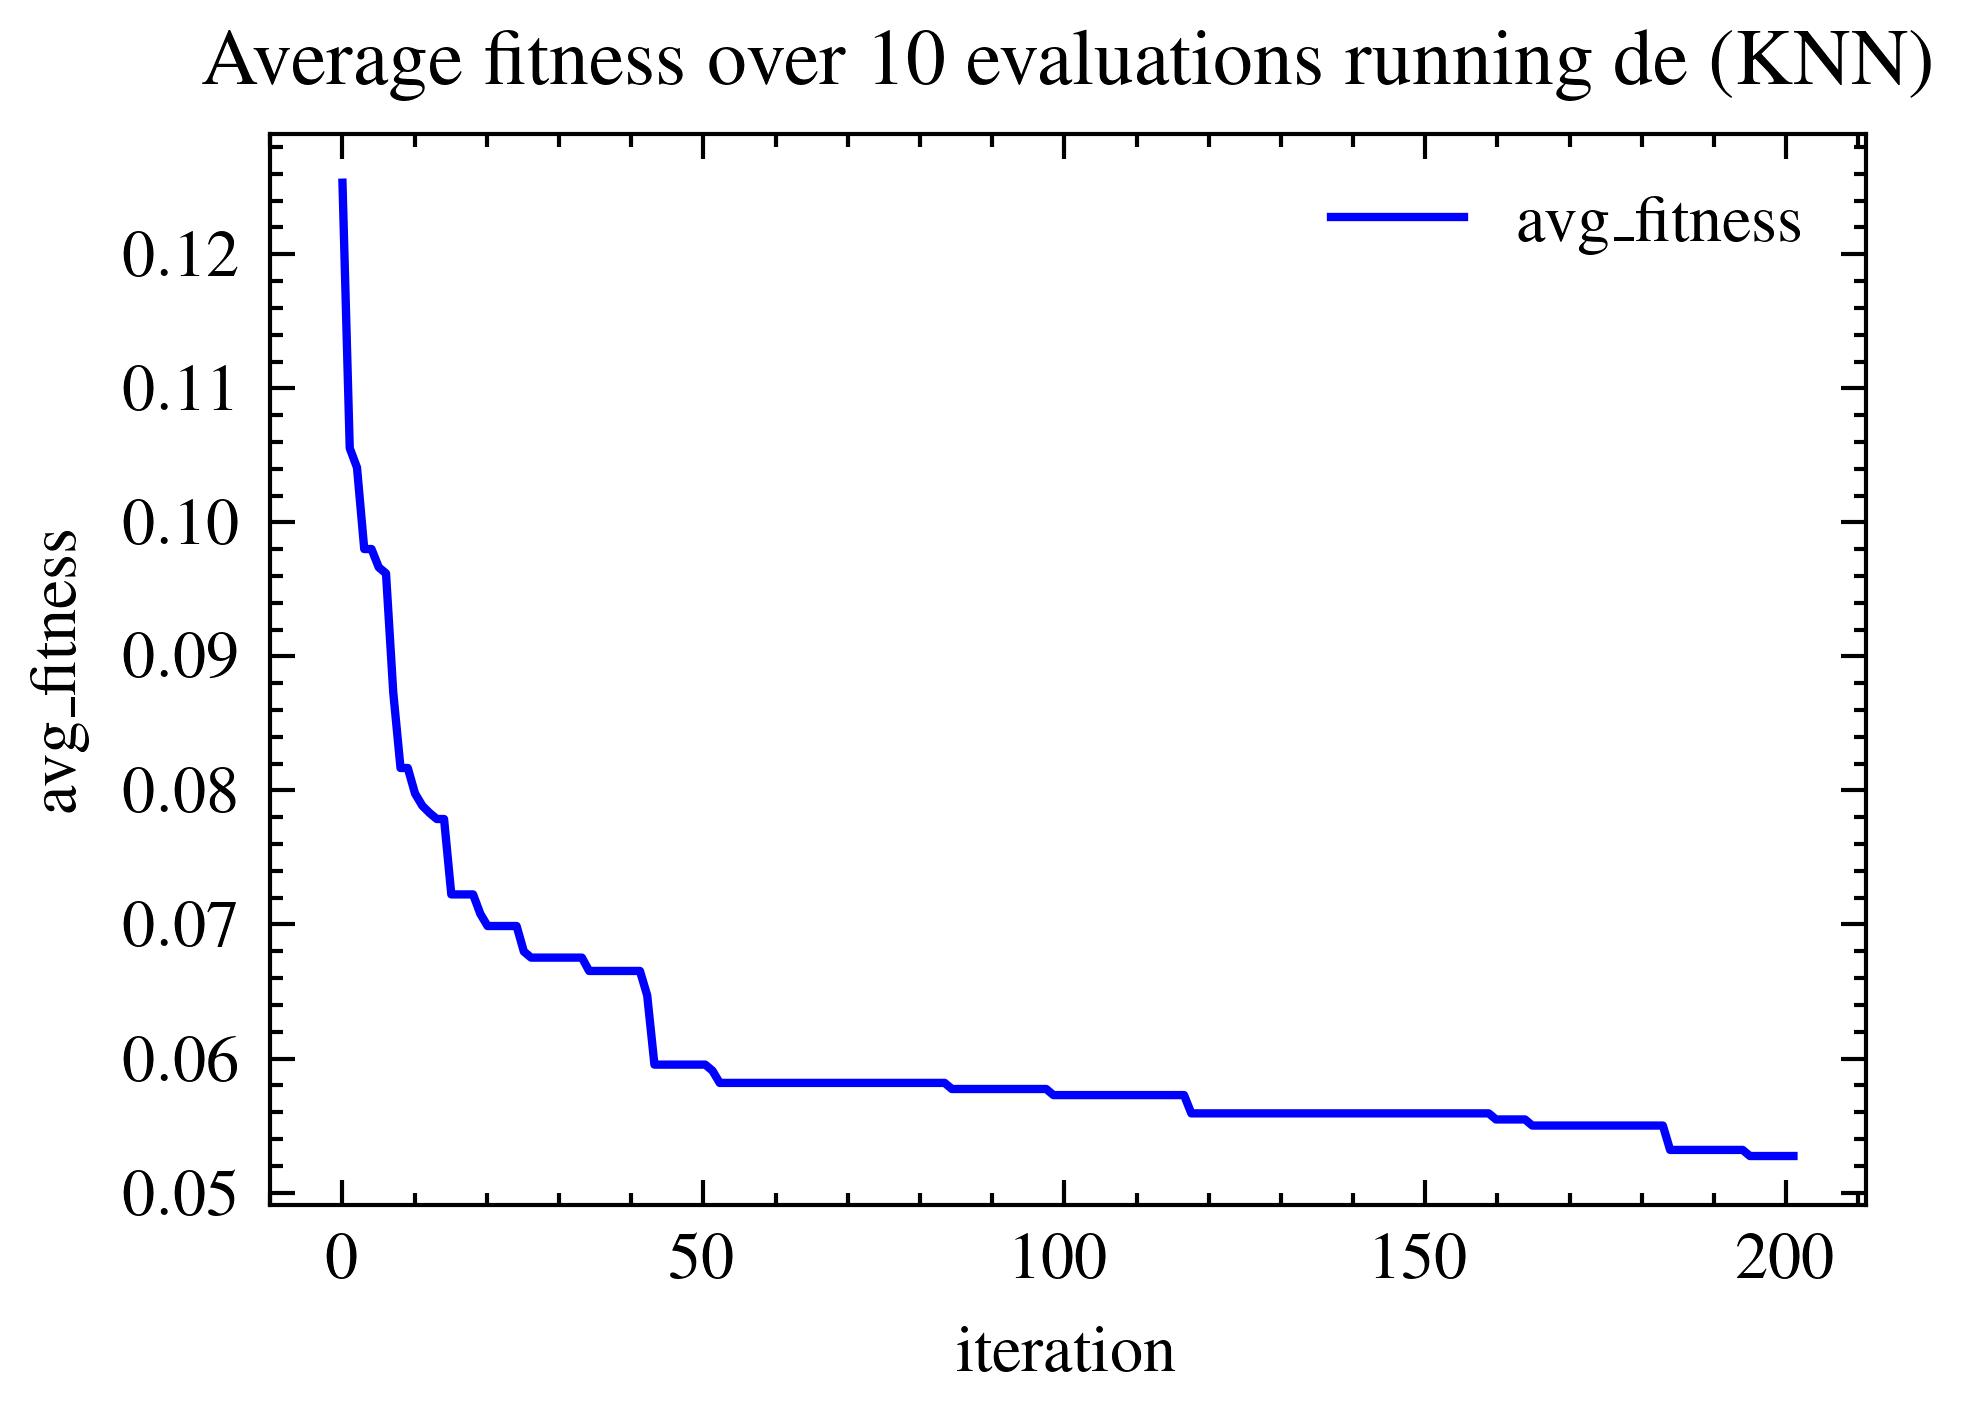 Average fitness over 10 evaluations running de (KNN)
avg_fitness
0.12
0.11
0.10
0.09
0.08
0.07
0.06
0.05
avg_fitness
0 50 100 150 200
iteration